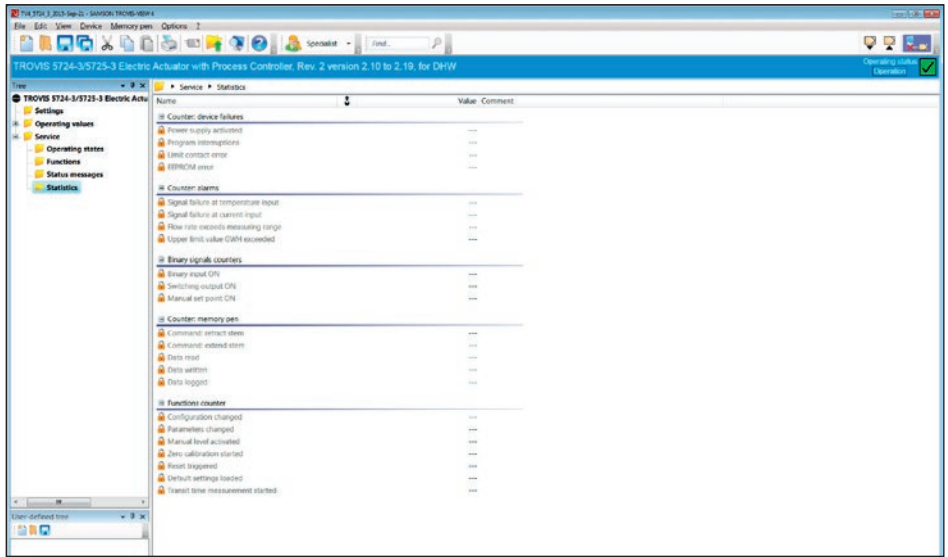 TV4_5724_3_2015-Sep-21 - SAMSON TROVIS-VIEW 4
File Edit View Device Memory pen Options ?
Specialist
Find...
TROVIS 5724-3/5725-3 Electric Actuator with Process Controller, Rev. 2 version 2.10 to 2.19, for DHW
Operating status
Operation
Tree
TROVIS 5724-3/5725-3 Electric Actu
Settings
Operating values
Service
Operating states
Functions
Status messages
Statistics
Service Statistics
Name Value Comment
Counter: device failures
Power supply activated ---
Program interruptions ---
Limit contact error ---
EEPROM error ---
Counter: alarms
Signal failure at temperature input ---
Signal failure at current input ---
Flow rate exceeds measuring range ---
Upper limit value GWH exceeded ---
Binary signals counters
Binary input ON ---
Switching output ON ---
Manual set point ON ---
Counter: memory pen
Command: retract stem ---
Command: extend stem ---
Data read ---
Data written ---
Data logged ---
Functions counter
Configuration changed ---
Parameters changed ---
Manual level activated ---
Zero calibration started ---
Reset triggered ---
Default settings loaded ---
Transit time measurement started ---
User-defined tree